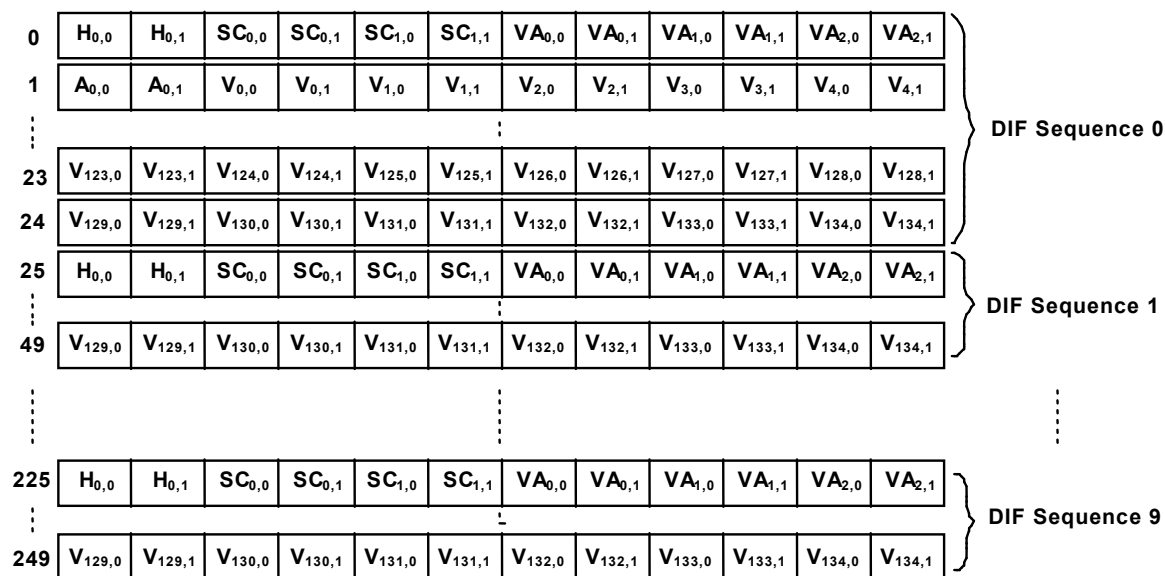 0 H0,0 H0,1 SC0,0 SC0,1 SC1,0 SC1,1 VA0,0 VA0,1 VA1,0 VA1,1 VA2,0 VA2,1
1 A0,0 A0,1 V0,0 V0,1 V1,0 V1,1 V2,0 V2,1 V3,0 V3,1 V4,0 V4,1
DIF Sequence 0
23 V123,0 V123,1 V124,0 V124,1 V125,0 V125,1 V126,0 V126,1 V127,0 V127,1 V128,0 V128,1
24 V129,0 V129,1 V130,0 V130,1 V131,0 V131,1 V132,0 V132,1 V133,0 V133,1 V134,0 V134,1
25 H0,0 H0,1 SC0,0 SC0,1 SC1,0 SC1,1 VA0,0 VA0,1 VA1,0 VA1,1 VA2,0 VA2,1
DIF Sequence 1
49 V129,0 V129,1 V130,0 V130,1 V131,0 V131,1 V132,0 V132,1 V133,0 V133,1 V134,0 V134,1
225 H0,0 H0,1 SC0,0 SC0,1 SC1,0 SC1,1 VA0,0 VA0,1 VA1,0 VA1,1 VA2,0 VA2,1
DIF Sequence 9
249 V129,0 V129,1 V130,0 V130,1 V131,0 V131,1 V132,0 V132,1 V133,0 V133,1 V134,0 V134,1